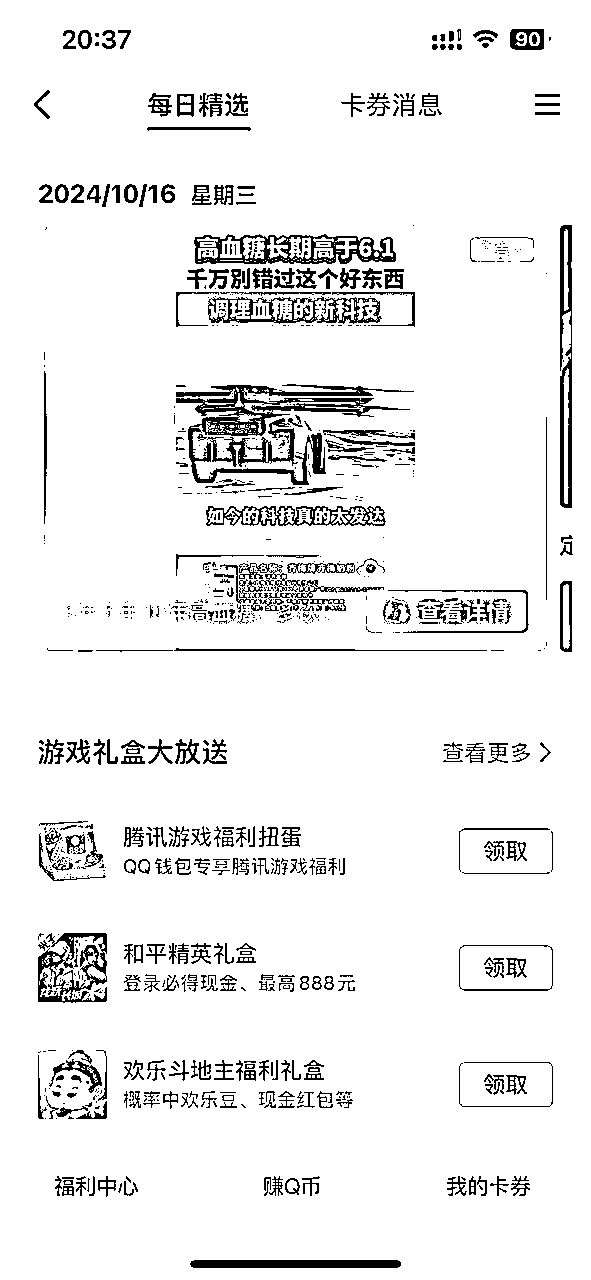 20:37
90
每日精选
卡券消息
2024/10/16 星期三
高血糖长期高于6.1
千万别错过这个好东西
调理血糖的新科技
如今的科技真的太发达
查看详情
定
游戏礼盒大放送
查看更多
腾讯游戏福利扭蛋
QQ钱包专享腾讯游戏福利
领取
和平精英礼盒
登录必得现金、最高888元
领取
欢乐斗地主福利礼盒
概率中欢乐豆、现金红包等
领取
福利中心
赚Q币
我的卡券